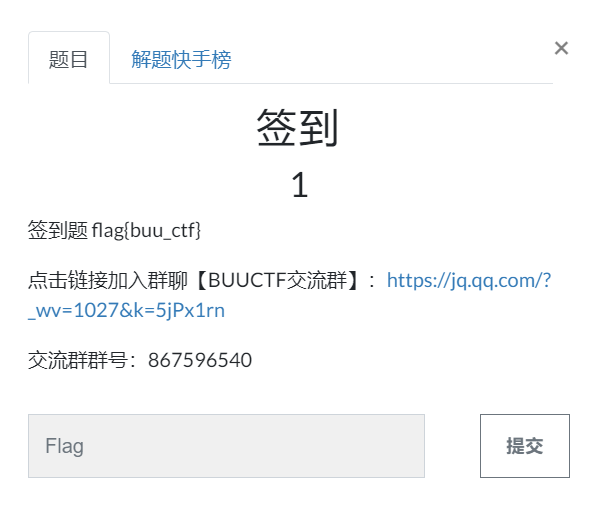 题目 解题快手榜 ×
签到
1
签到题 flag{buu_ctf}
点击链接加入群聊【BUUCTF交流群】：https://jq.qq.com/?
_wv=1027&k=5jPx1rn
交流群群号：867596540
Flag 提交